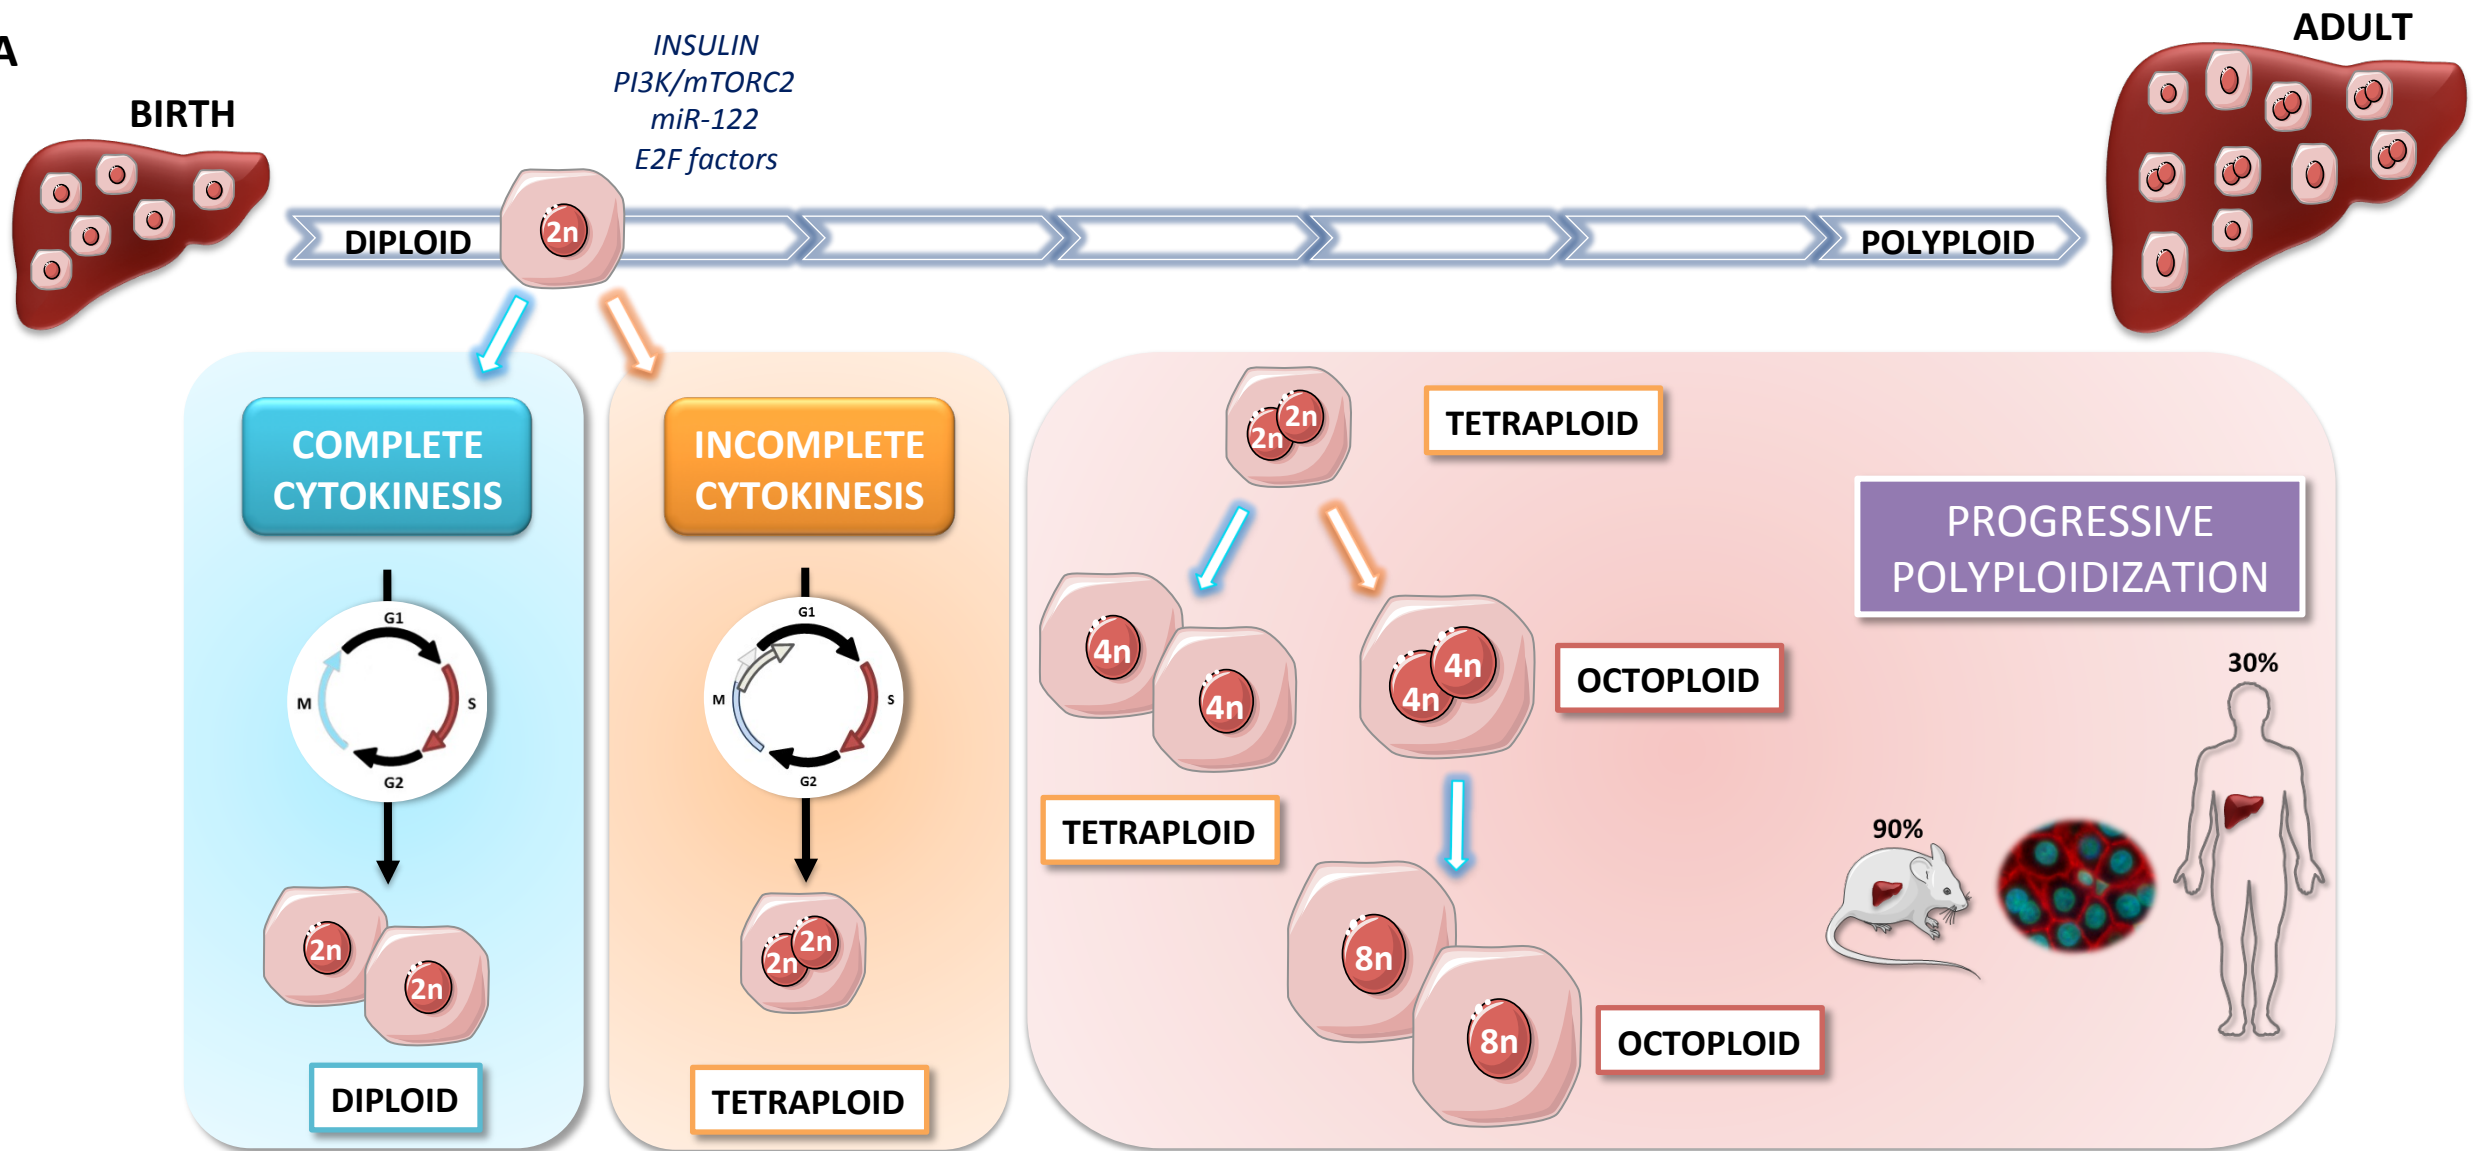 A
BIRTH
INSULIN
PI3K/mTORC2
miR-122
E2F factors
ADULT
DIPLOID
2n
POLYPLOID
COMPLETE
CYTOKINESIS
G1
S
G2
M
2n
2n
DIPLOID
INCOMPLETE
CYTOKINESIS
G1
S
G2
M
2n
2n
TETRAPLOID
2n
2n
TETRAPLOID
4n
4n
TETRAPLOID
4n
4n
OCTOPLOID
8n
8n
OCTOPLOID
PROGRESSIVE
POLYPLOIDIZATION
90%
30%